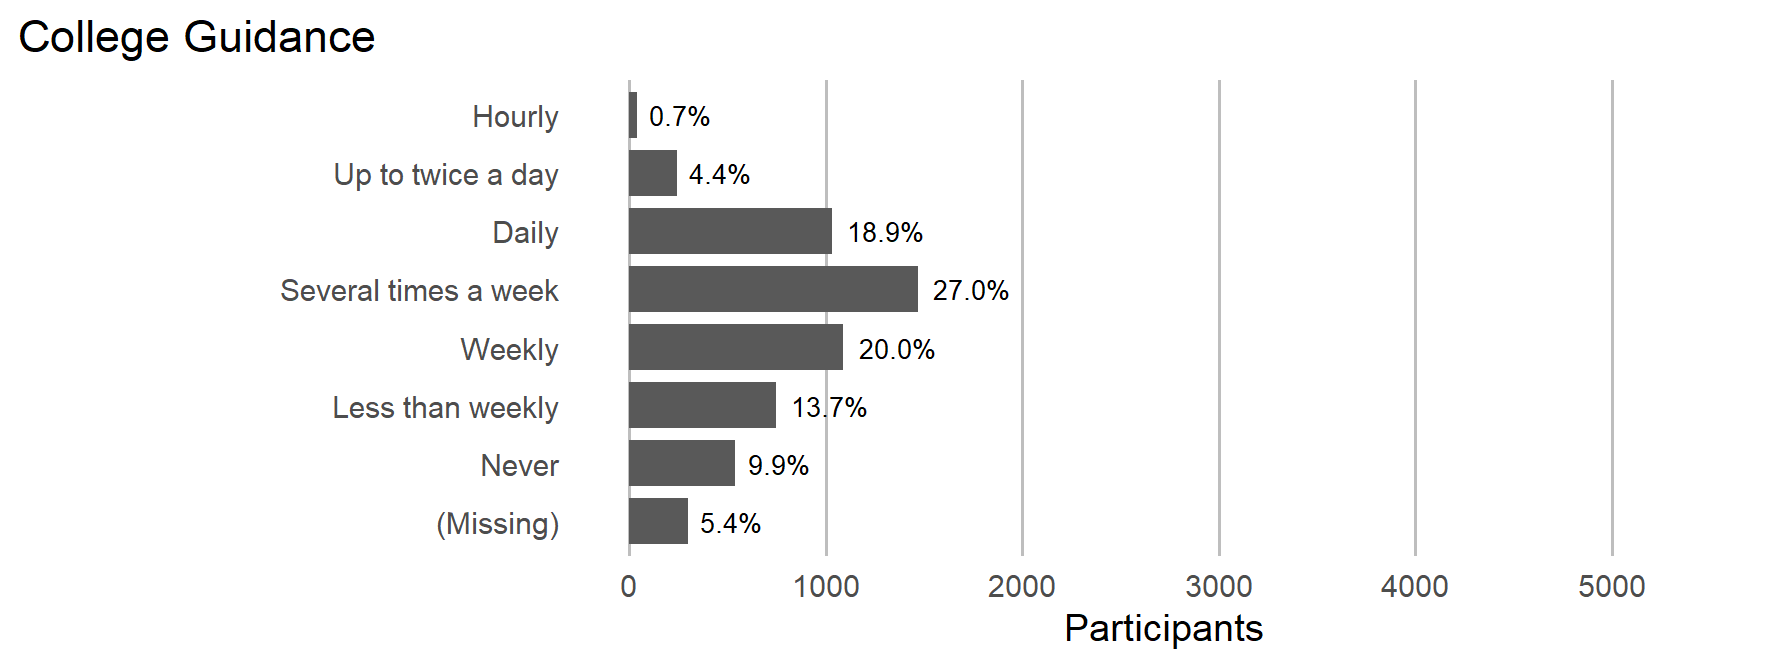 College Guidance
Hourly 0.7%
Up to twice a day 4.4%
Daily 18.9%
Several times a week 27.0%
Weekly 20.0%
Less than weekly 13.7%
Never 9.9%
(Missing) 5.4%
0 1000 2000 3000 4000 5000
Participants